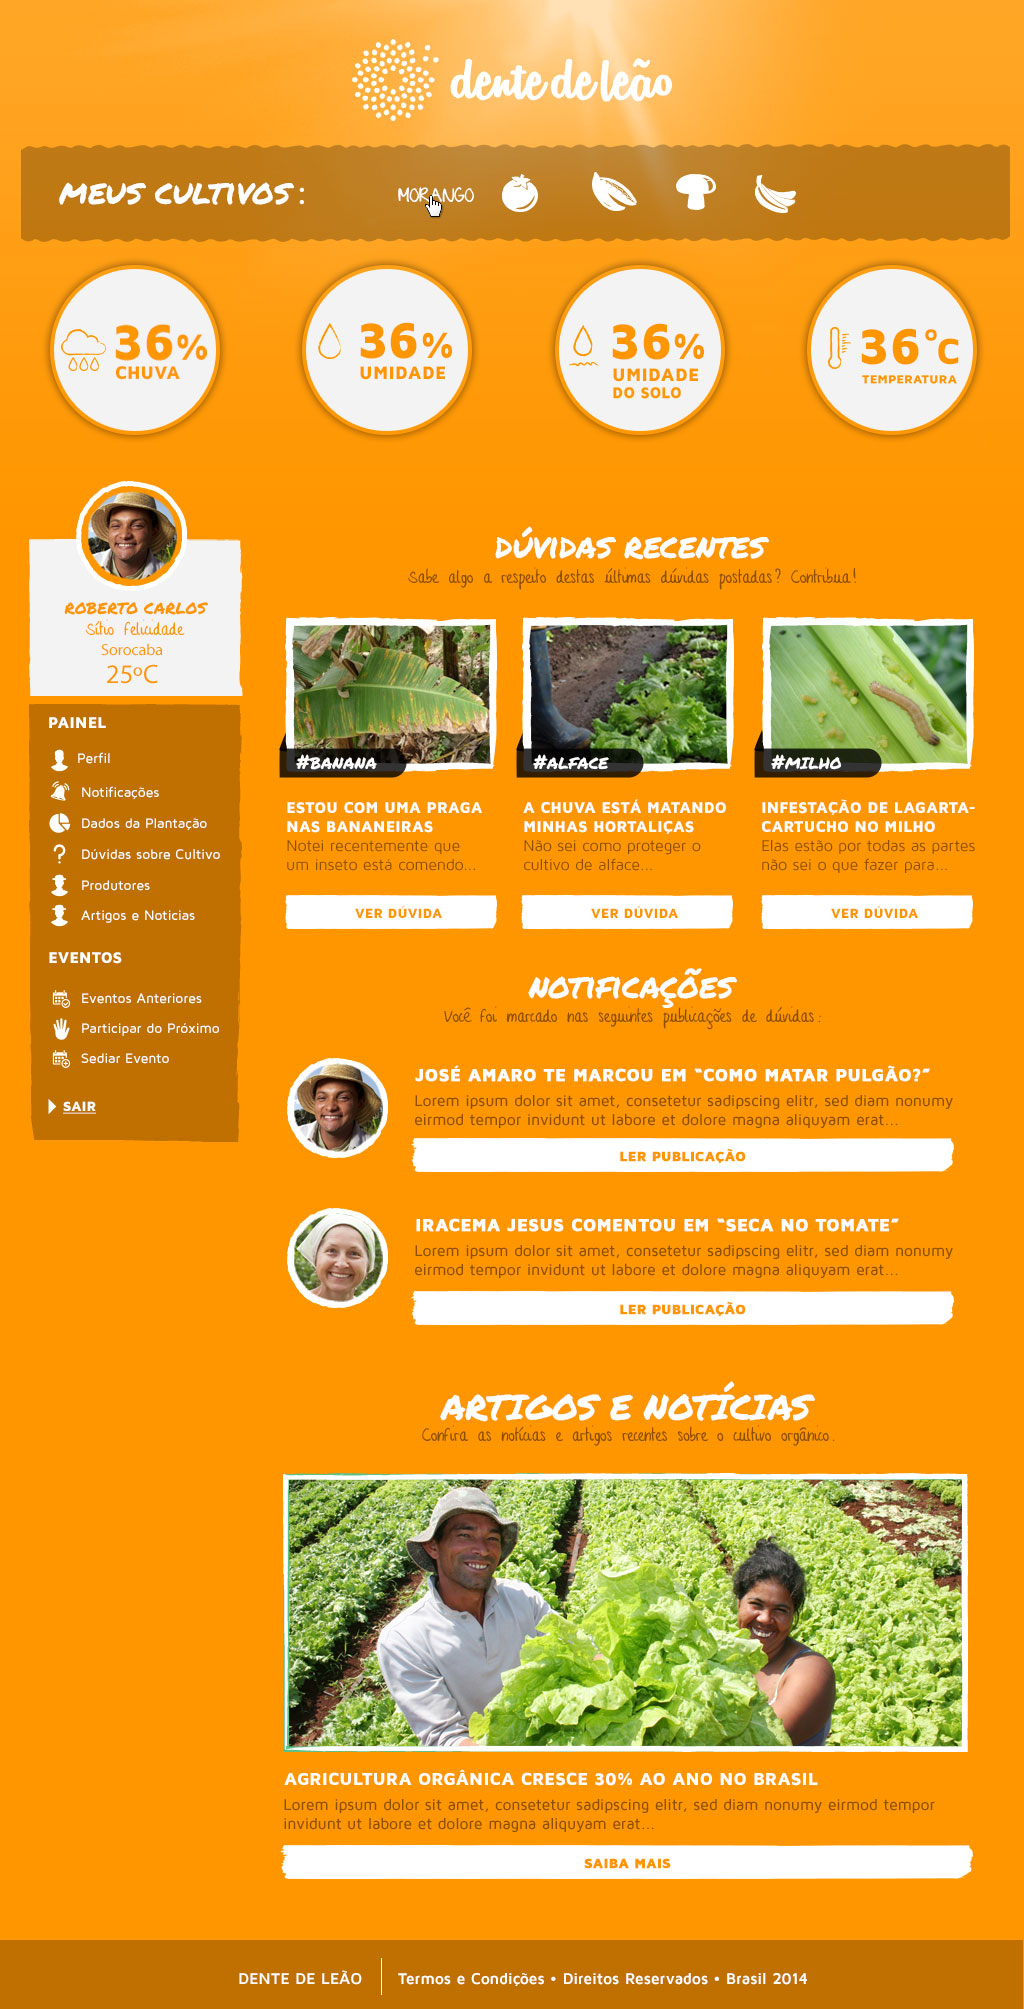 dente de leão
MEUS CULTIVOS:
MORANGO
36%
CHUVA
36%
UMIDADE
36%
UMIDADE
DO SOLO
36°C
TEMPERATURA
ROBERTO CARLOS
Sítio felicidade
Sorocaba
25ºC
PAINEL
Perfil
Notificações
Dados da Plantação
Dúvidas sobre Cultivo
Produtores
Artigos e Noticias
EVENTOS
Eventos Anteriores
Participar do Próximo
Sediar Evento
SAIR
DÚVIDAS RECENTES
Sabe algo a respeito destas últimas dúvidas postadas? Contribua!
#BANANA
ESTOU COM UMA PRAGA
NAS BANANEIRAS
Notei recentemente que
um inseto está comendo...
VER DÚVIDA
#ALFACE
A CHUVA ESTÁ MATANDO
MINHAS HORTALIÇAS
Não sei como proteger o
cultivo de alface...
VER DÚVIDA
#MILHO
INFESTAÇÃO DE LAGARTA-
CARTUCHO NO MILHO
Elas estão por todas as partes
não sei o que fazer para...
VER DÚVIDA
NOTIFICAÇÕES
Você foi marcado nas seguintes publicações de dúvidas:
JOSÉ AMARO TE MARCOU EM “COMO MATAR PULGÃO?”
Lorem ipsum dolor sit amet, consetetur sadipscing elitr, sed diam nonumy
eirmod tempor invidunt ut labore et dolore magna aliquyam erat...
LER PUBLICAÇÃO
IRACEMA JESUS COMENTOU EM “SECA NO TOMATE”
Lorem ipsum dolor sit amet, consetetur sadipscing elitr, sed diam nonumy
eirmod tempor invidunt ut labore et dolore magna aliquyam erat...
LER PUBLICAÇÃO
ARTIGOS E NOTÍCIAS
Confira as notícias e artigos recentes sobre o cultivo orgânico.
AGRICULTURA ORGÂNICA CRESCE 30% AO ANO NO BRASIL
Lorem ipsum dolor sit amet, consetetur sadipscing elitr, sed diam nonumy eirmod tempor
invidunt ut labore et dolore magna aliquyam erat...
SAIBA MAIS
DENTE DE LEÃO
Termos e Condições • Direitos Reservados • Brasil 2014